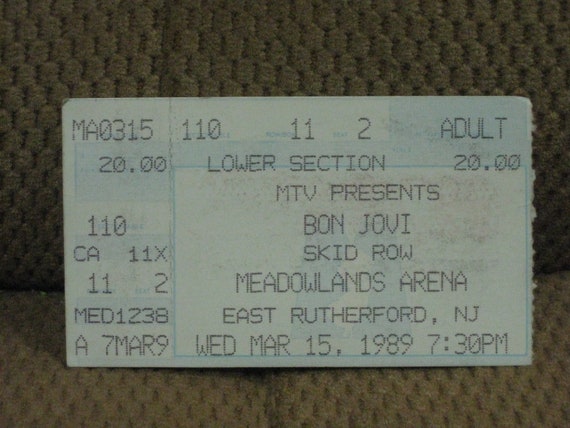 MA0315 110 11 2 ADULT
20.00 LOWER SECTION 20.00
MTV PRESENTS
110 BON JOVI
CA 11X SKID ROW
11 2 MEADOWLANDS ARENA
MED1238 EAST RUTHERFORD, NJ
A 7MAR9 WED MAR 15, 1989 7:30PM